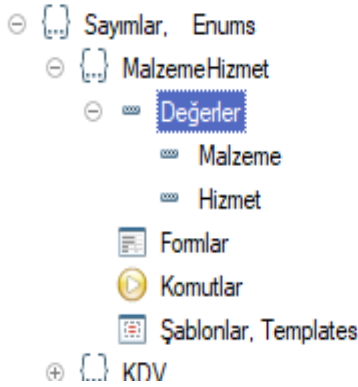 Sayımlar, Enums
MalzemeHizmet
Değerler
Malzeme
Hizmet
Formlar
Komutlar
Şablonlar, Templates
KDV